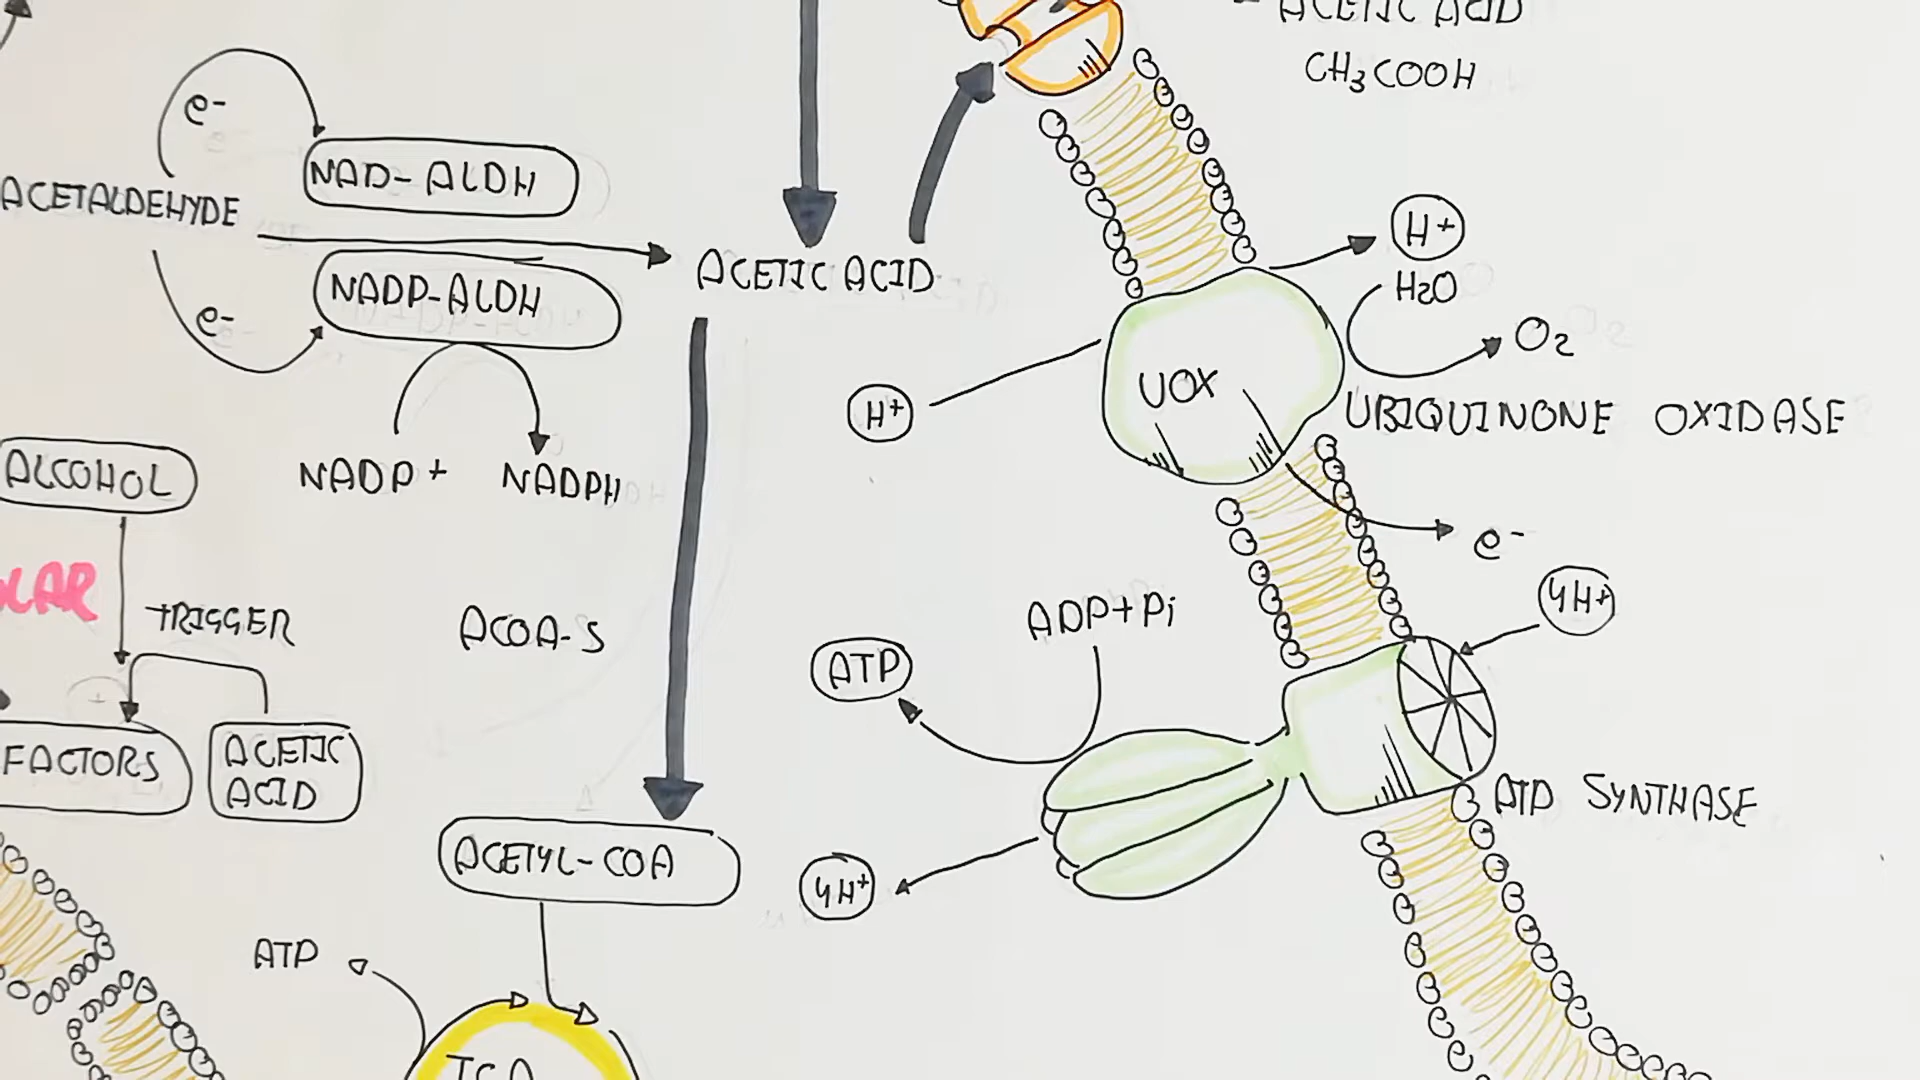 ACETIC ACID
CH3COOH
e-
NAD-ALDH
ACETALDEHYDE
H+
ACETIC ACID
NADP-ALDH
H2O
e-
O2
UOX
H+
UBIQUINONE OXIDASE
ALCOHOL
NADP+
NADPH
e-
4H+
TRIGGER
ACOA-S
ADP+Pi
ATP
FACTORS
ACETIC
ACID
ATP SYNTHASE
ACETYL-COA
4H+
ATP
TCA